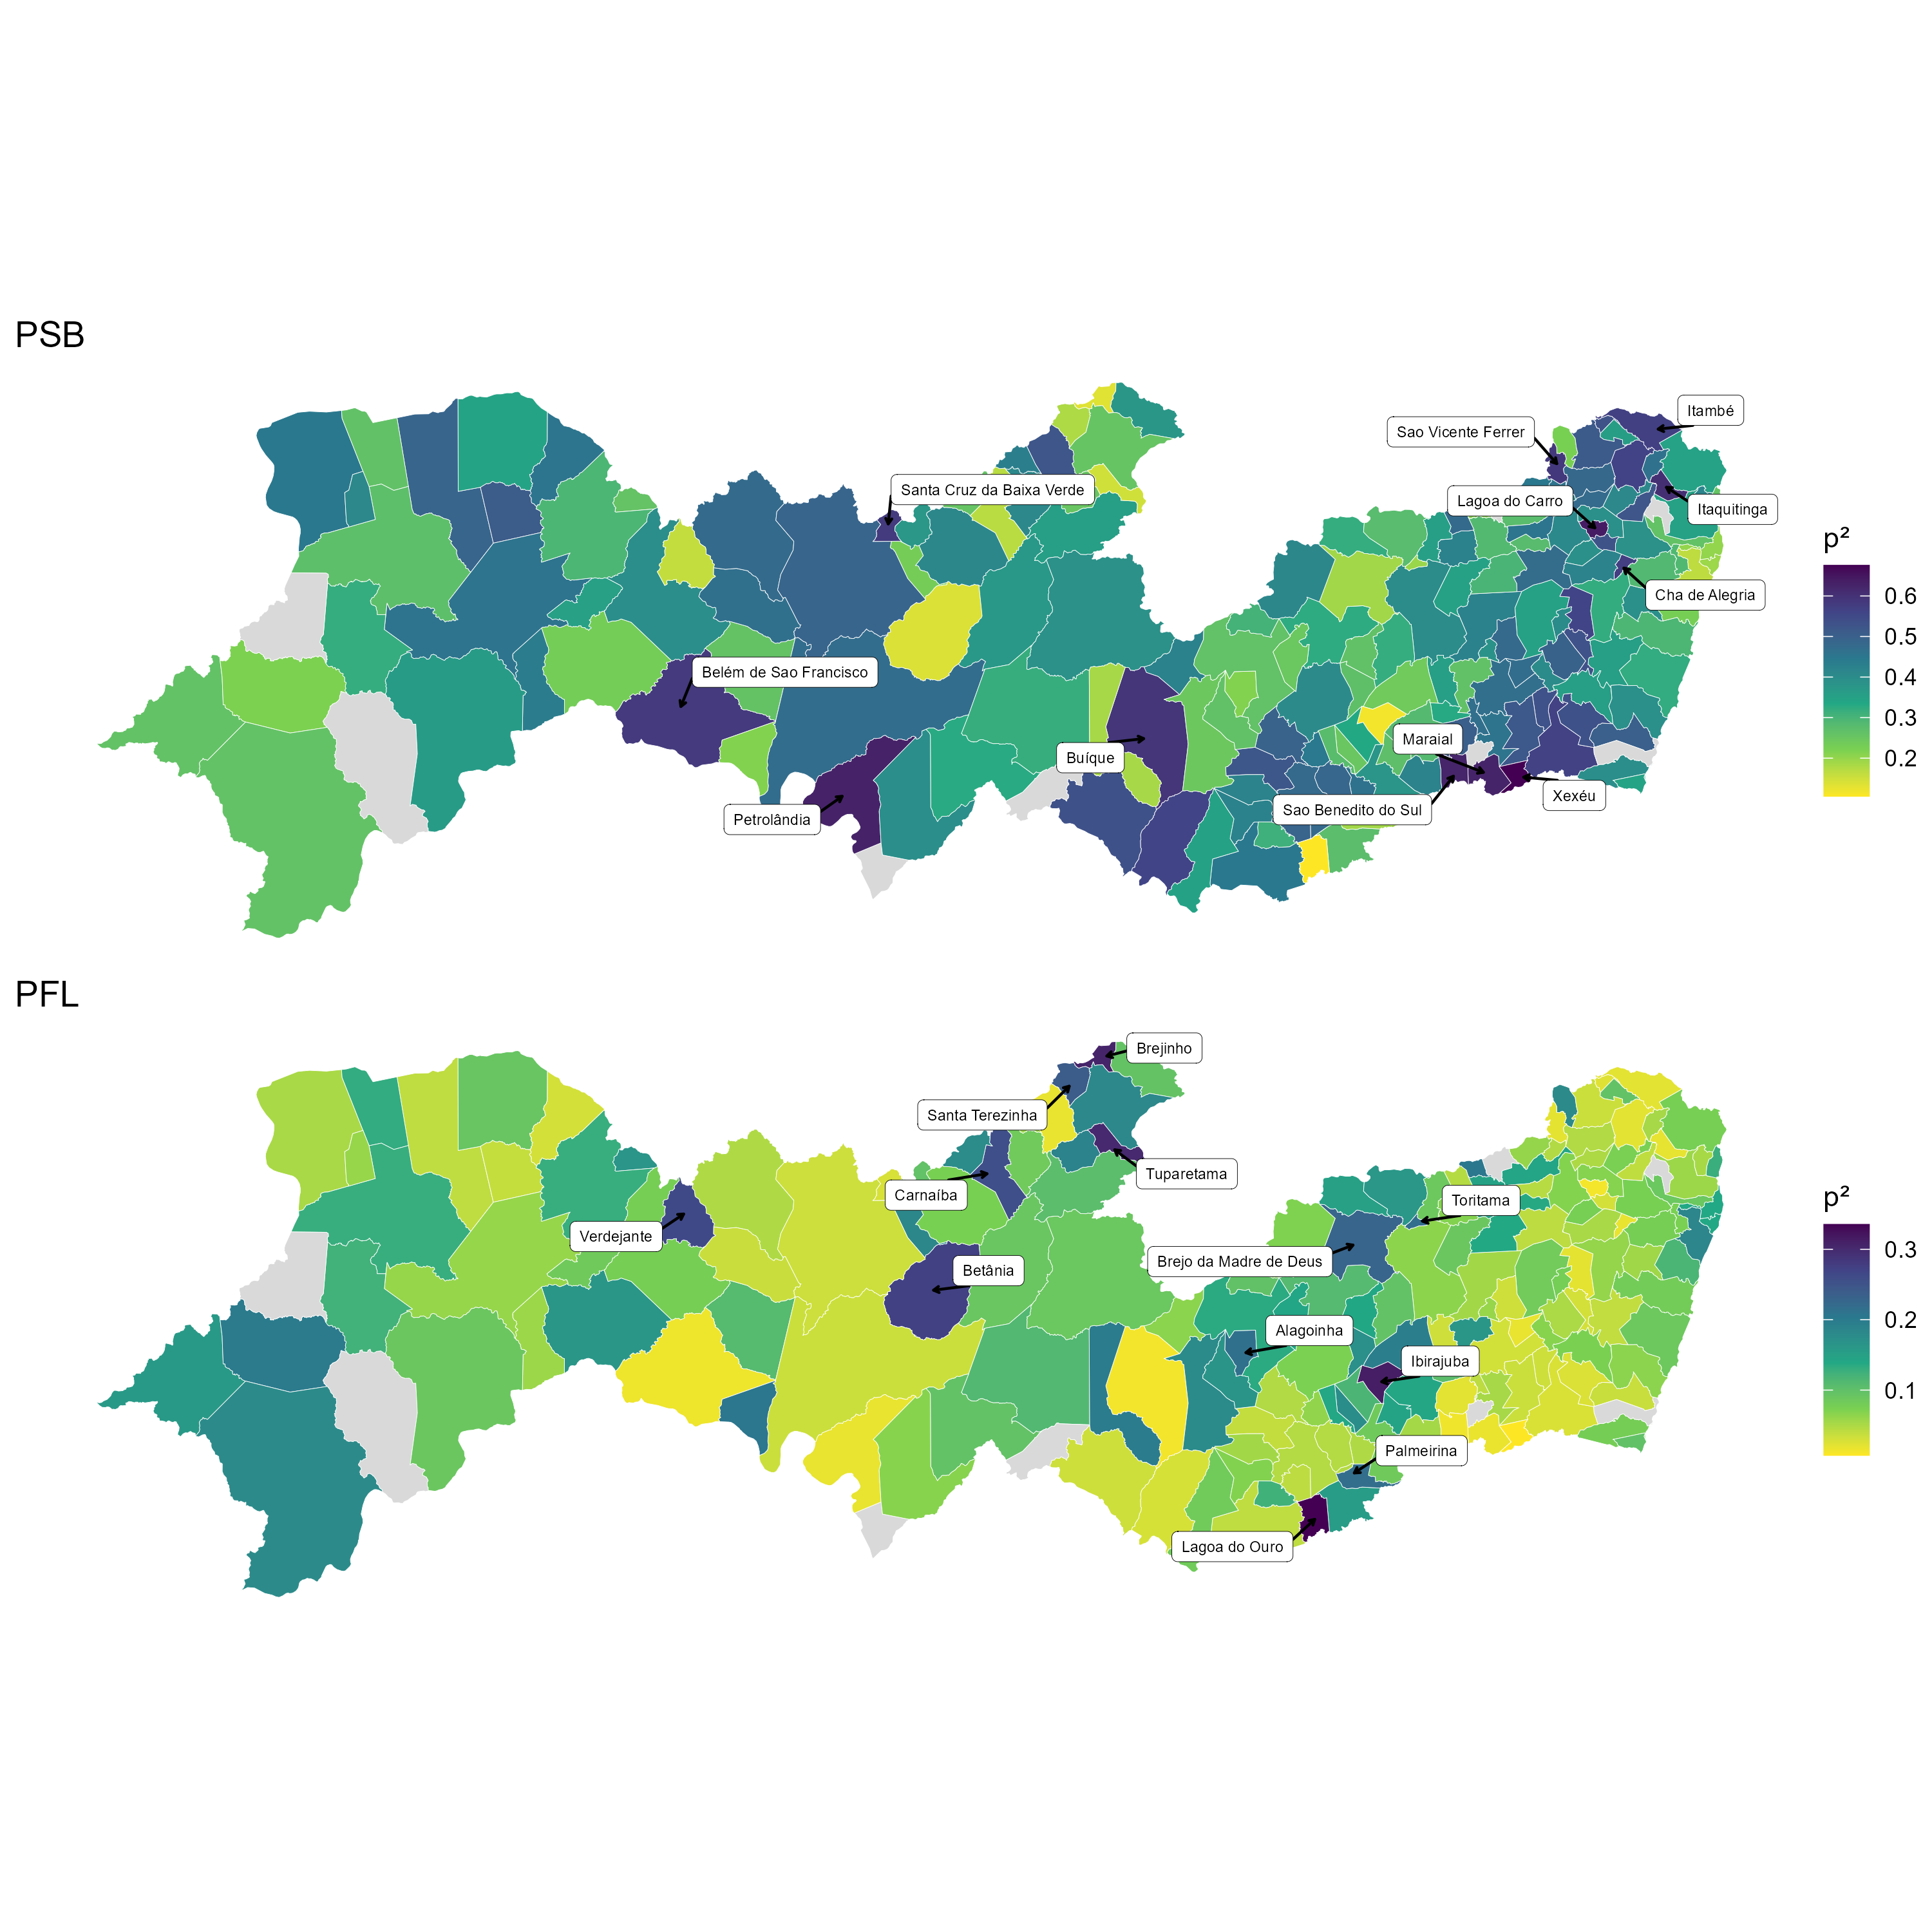 PSB
Itambé
Sao Vicente Ferrer
Santa Cruz da Baixa Verde
Lagoa do Carro
Itaquitinga
p²
Cha de Alegria
0.6
0.5
Belém de Sao Francisco
0.4
0.3
Maraial
Buíque
0.2
Xexéu
Sao Benedito do Sul
Petrolândia
PFL
Brejinho
Santa Terezinha
Tuparetama
Carnaíba
Toritama
p²
Verdejante
0.3
Brejo da Madre de Deus
Betânia
0.2
Alagoinha
Ibirajuba
0.1
Palmeirina
Lagoa do Ouro